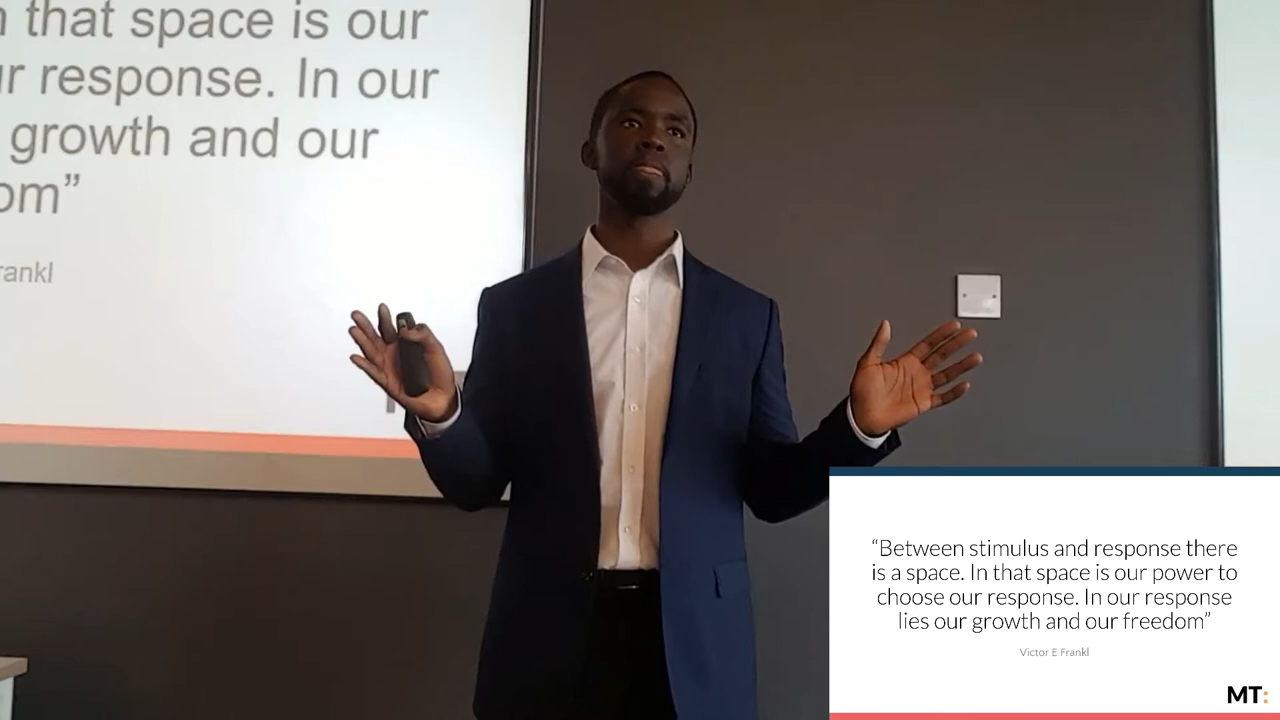 that space is our
response. In our
growth and our
om”
rankl
“Between stimulus and response there
is a space. In that space is our power to
choose our response. In our response
lies our growth and our freedom”
Victor E Frankl
MT: